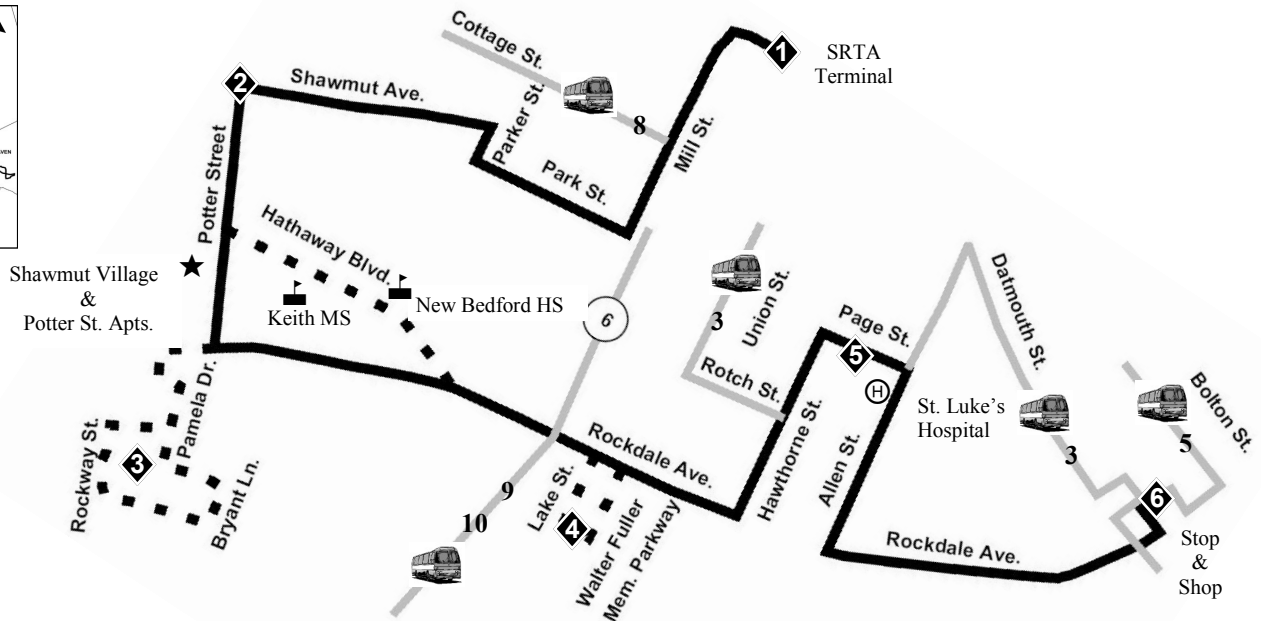 Cottage St.
1
SRTA
Terminal
2
Shawmut Ave.
Parker St.
8
Mill St.
Park St.
VEN
Potter Street
Hathaway Blvd.
Shawmut Village
&
Potter St. Apts.
Keith MS
New Bedford HS
6
3
Union St.
Rotch St.
Page St.
5
H
Datmouth St.
St. Luke's
Hospital
3
Bolton St.
5
Pamela Dr.
Rockway St.
3
Bryant Ln.
Rockdale Ave.
Hawthorne St.
Allen St.
9
10
Lake St.
4
Walter Fuller
Mem. Parkway
Rockdale Ave.
6
Stop
&
Shop